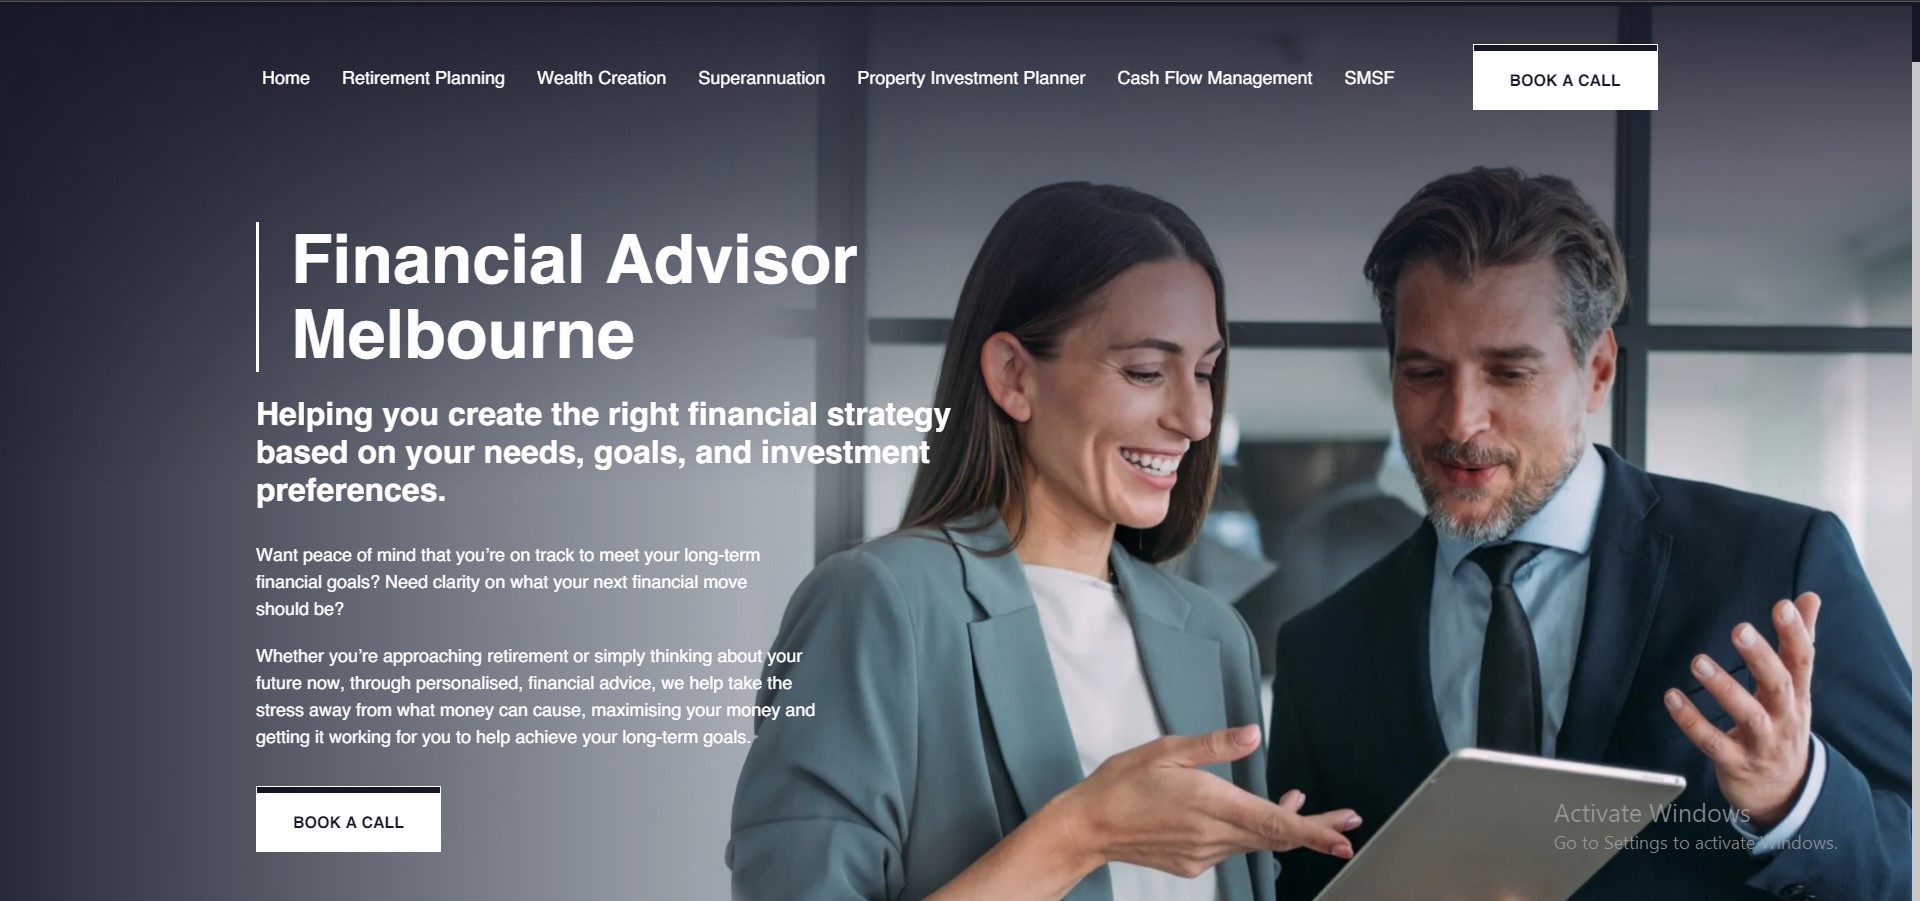 Home Retirement Planning Wealth Creation Superannuation Property Investment Planner Cash Flow Management SMSF BOOK A CALL
Financial Advisor
Melbourne
Helping you create the right financial strategy
based on your needs, goals, and investment
preferences.
Want peace of mind that you’re on track to meet your long-term
financial goals? Need clarity on what your next financial move
should be?
Whether you’re approaching retirement or simply thinking about your
future now, through personalised, financial advice, we help take the
stress away from what money can cause, maximising your money and
getting it working for you to help achieve your long-term goals.
BOOK A CALL
Activate Windows
Go to Settings to activate Windows.